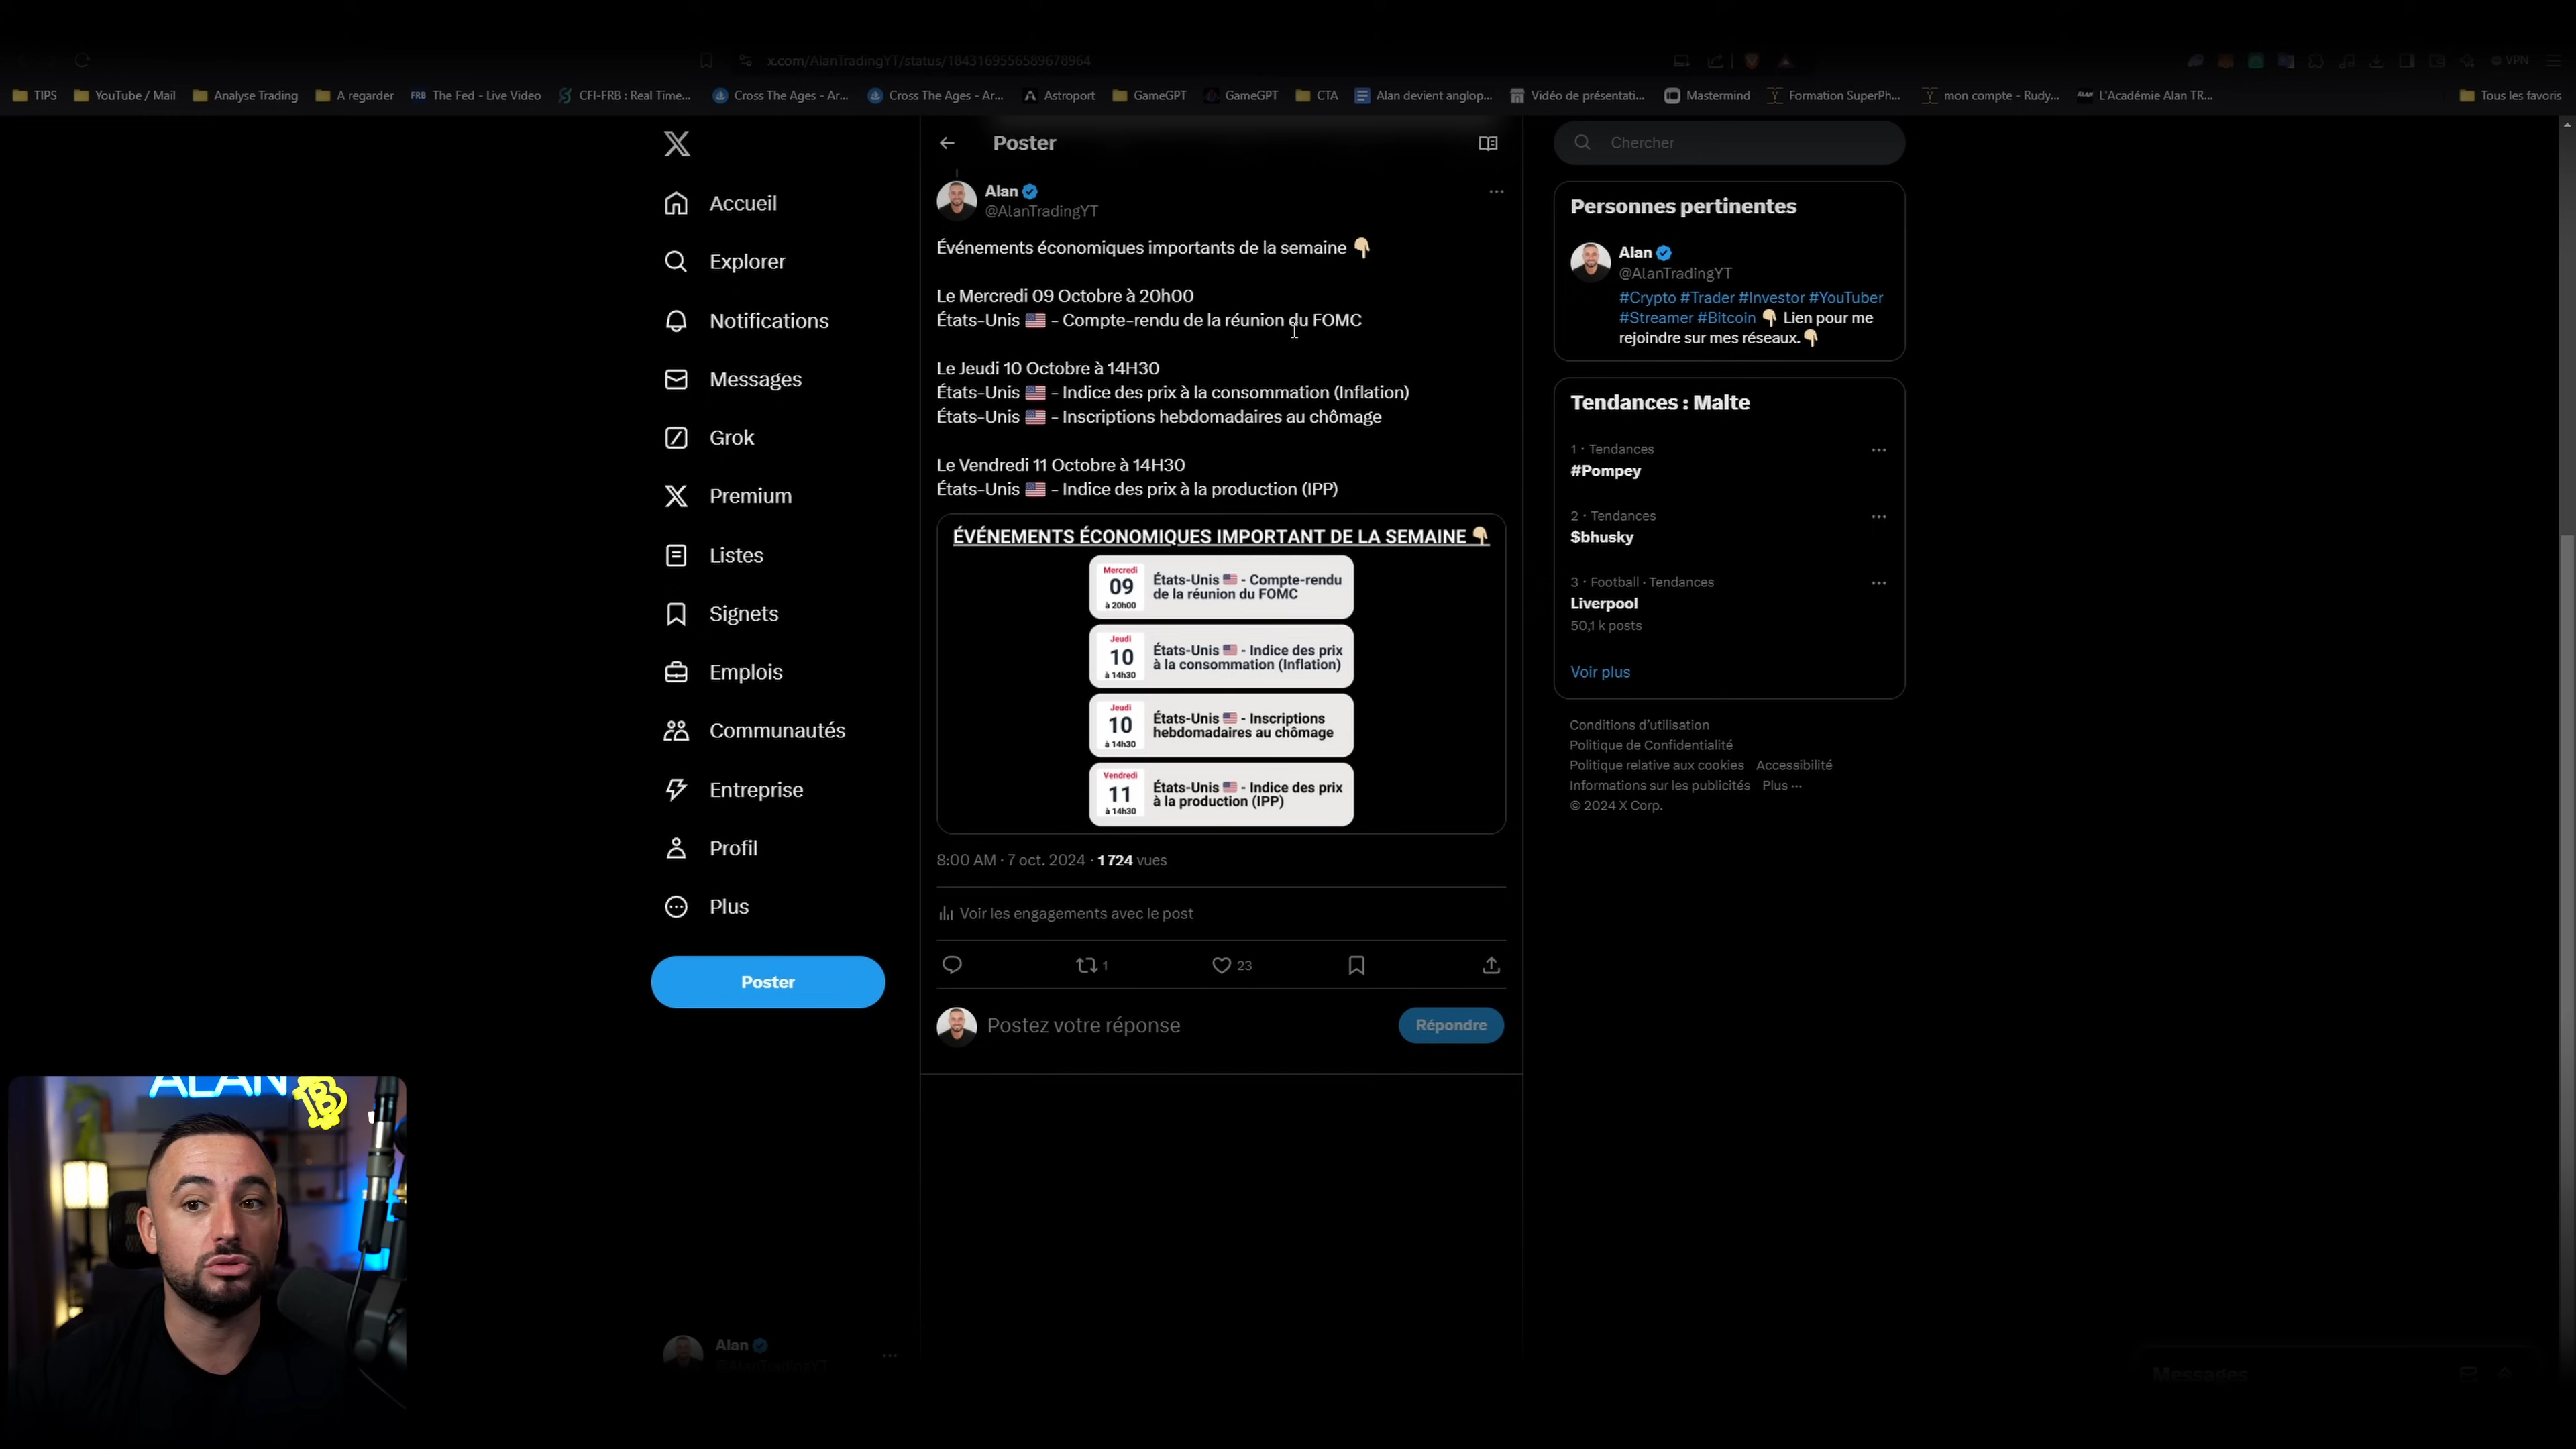 x.com/AlanTradingYT/status/1843169556589678964
VPN
TIPS
YouTube / Mail
Analyse Trading
A regarder
FRB The Fed - Live Video
CFI-FRB : Real Time...
Cross The Ages - Ar...
Cross The Ages - Ar...
Astroport
GameGPT
GameGPT
CTA
Alan devient anglop...
Vidéo de présentati...
Mastermind
Formation SuperPh...
mon compte - Rudy...
ALAN L'Académie Alan TR...
Tous les favoris
Accueil
Explorer
Notifications
Messages
Grok
Premium
Listes
Signets
Emplois
Communautés
Entreprise
Profil
Plus
Poster
Alan
@AlanTradingYT
Poster
Alan
@AlanTradingYT
Événements économiques importants de la semaine 👇🏼
Le Mercredi 09 Octobre à 20h00
États-Unis 🇺🇸 - Compte-rendu de la réunion du FOMC
Le Jeudi 10 Octobre à 14H30
États-Unis 🇺🇸 - Indice des prix à la consommation (Inflation)
États-Unis 🇺🇸 - Inscriptions hebdomadaires au chômage
Le Vendredi 11 Octobre à 14H30
États-Unis 🇺🇸 - Indice des prix à la production (IPP)
ÉVÉNEMENTS ÉCONOMIQUES IMPORTANT DE LA SEMAINE 👇🏼
Mercredi
09
à 20h00
États-Unis 🇺🇸 - Compte-rendu
de la réunion du FOMC
Jeudi
10
à 14h30
États-Unis 🇺🇸 - Indice des prix
à la consommation (Inflation)
Jeudi
10
à 14h30
États-Unis 🇺🇸 - Inscriptions
hebdomadaires au chômage
Vendredi
11
à 14h30
États-Unis 🇺🇸 - Indice des prix
à la production (IPP)
8:00 AM · 7 oct. 2024 · 1 724 vues
Voir les engagements avec le post
1
23
Postez votre réponse
Répondre
Chercher
Personnes pertinentes
Alan
@AlanTradingYT
#Crypto #Trader #Investor #YouTuber
#Streamer #Bitcoin 👇🏼 Lien pour me
rejoindre sur mes réseaux. 👇🏼
Tendances : Malte
1 · Tendances
#Pompey
2 · Tendances
$bhusky
3 · Football · Tendances
Liverpool
50,1 k posts
Voir plus
Conditions d'utilisation
Politique de Confidentialité
Politique relative aux cookies Accessibilité
Informations sur les publicités Plus ···
© 2024 X Corp.
Messages
ALAN